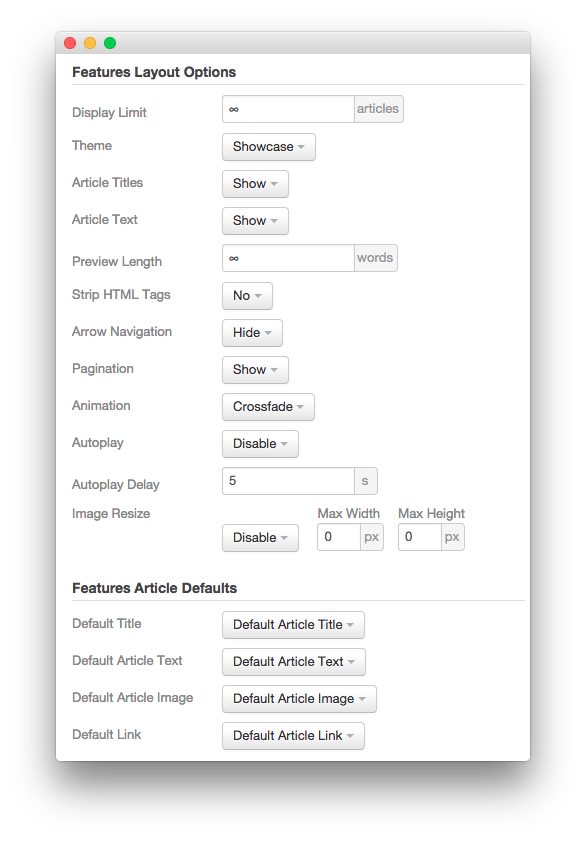 Features Layout Options
Display Limit ∞ articles
Theme Showcase
Article Titles Show
Article Text Show
Preview Length ∞ words
Strip HTML Tags No
Arrow Navigation Hide
Pagination Show
Animation Crossfade
Autoplay Disable
Autoplay Delay 5 s
Image Resize Max Width Max Height
Disable 0 px 0 px
Features Article Defaults
Default Title Default Article Title
Default Article Text Default Article Text
Default Article Image Default Article Image
Default Link Default Article Link